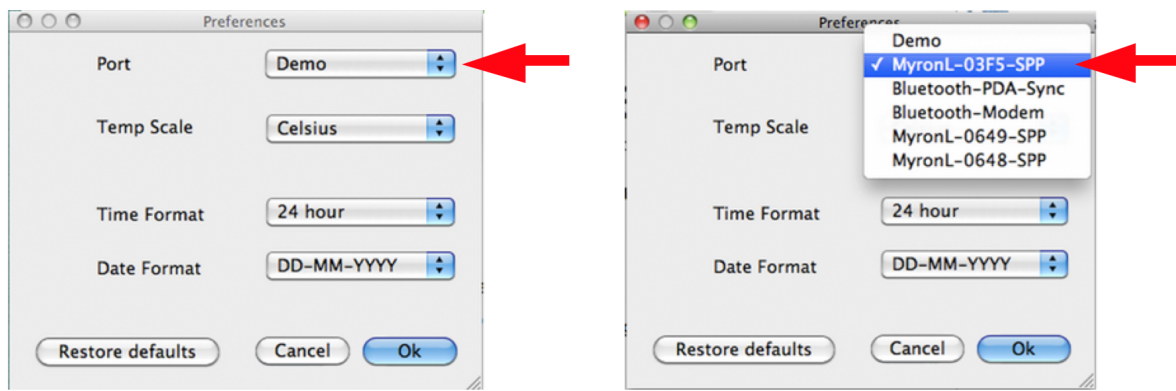 Preferences
Port Demo
Temp Scale Celsius
Time Format 24 hour
Date Format DD-MM-YYYY
Restore defaults Cancel Ok
Preferences
Port
Demo
✓ MyronL-03F5-SPP
Bluetooth-PDA-Sync
Bluetooth-Modem
MyronL-0649-SPP
MyronL-0648-SPP
Temp Scale
Time Format 24 hour
Date Format DD-MM-YYYY
Restore defaults Cancel Ok